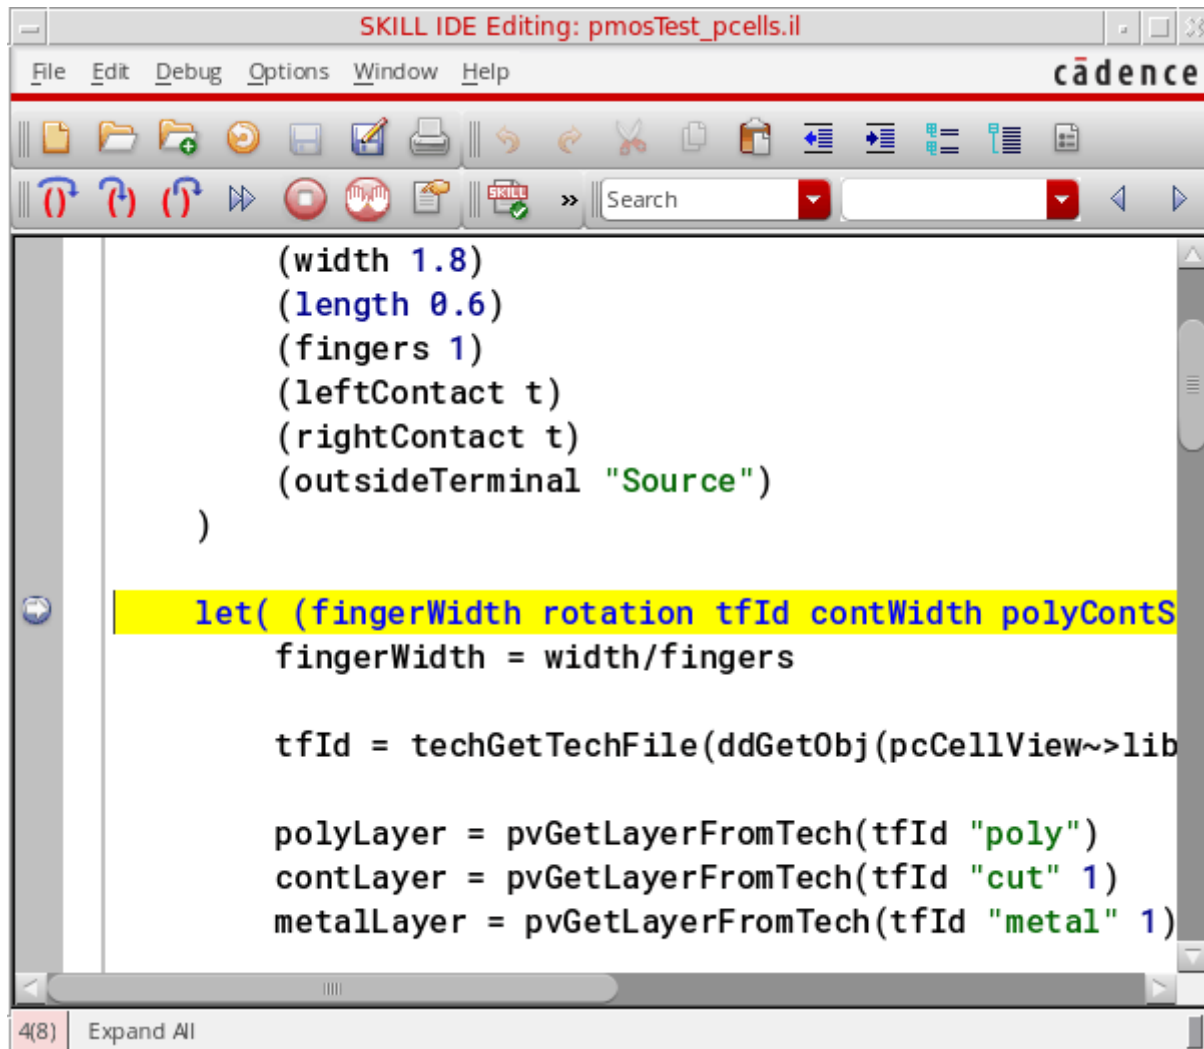 SKILL IDE Editing: pmosTest_pcells.il
File Edit Debug Options Window Help
cādence
SKILL » Search
(width 1.8)
(length 0.6)
(fingers 1)
(leftContact t)
(rightContact t)
(outsideTerminal "Source")
)
let( (fingerWidth rotation tfId contWidth polyContS
fingerWidth = width/fingers
tfId = techGetTechFile(ddGetObj(pcCellView~>lib
polyLayer = pvGetLayerFromTech(tfId "poly")
contLayer = pvGetLayerFromTech(tfId "cut" 1)
metalLayer = pvGetLayerFromTech(tfId "metal" 1)
4(8) Expand All